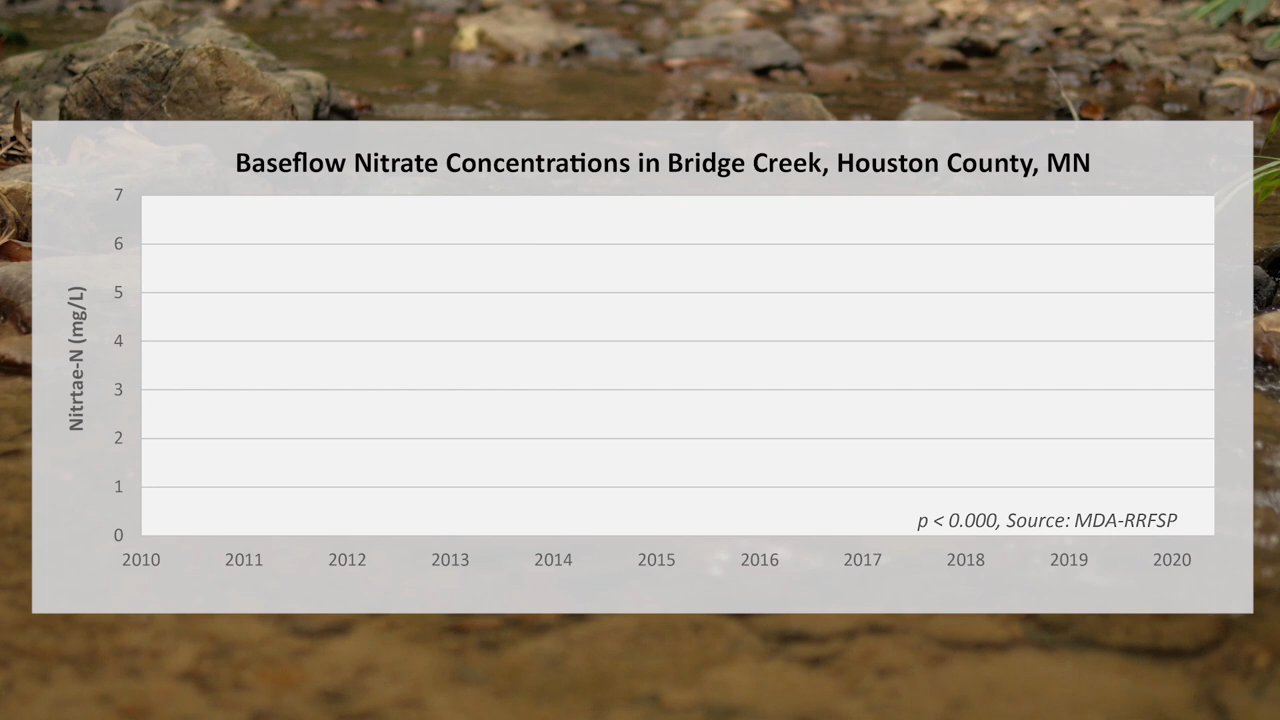 Baseflow Nitrate Concentrations in Bridge Creek, Houston County, MN
7
6
5
4
3
2
1
0
Nitrtae-N (mg/L)
p < 0.000, Source: MDA-RRFSP
2010 2011 2012 2013 2014 2015 2016 2017 2018 2019 2020